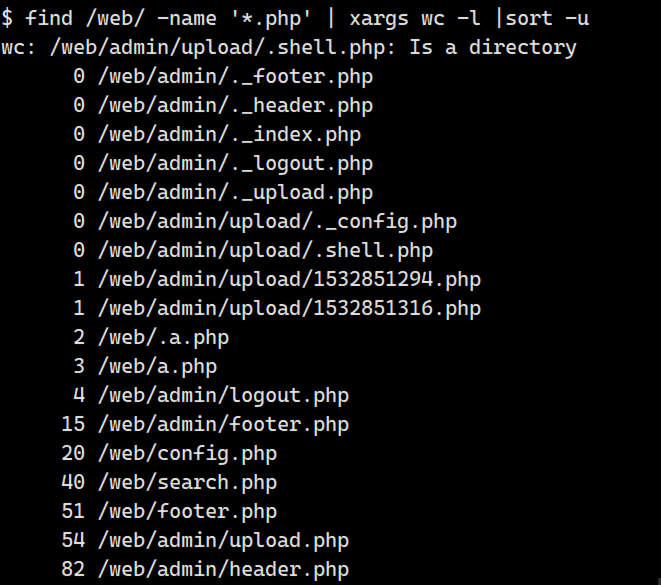 $ find /web/ -name '*.php' | xargs wc -l |sort -u
wc: /web/admin/upload/.shell.php: Is a directory
0 /web/admin/._footer.php
0 /web/admin/._header.php
0 /web/admin/._index.php
0 /web/admin/._logout.php
0 /web/admin/._upload.php
0 /web/admin/upload/._config.php
0 /web/admin/upload/.shell.php
1 /web/admin/upload/1532851294.php
1 /web/admin/upload/1532851316.php
2 /web/.a.php
3 /web/a.php
4 /web/admin/logout.php
15 /web/admin/footer.php
20 /web/config.php
40 /web/search.php
51 /web/footer.php
54 /web/admin/upload.php
82 /web/admin/header.php